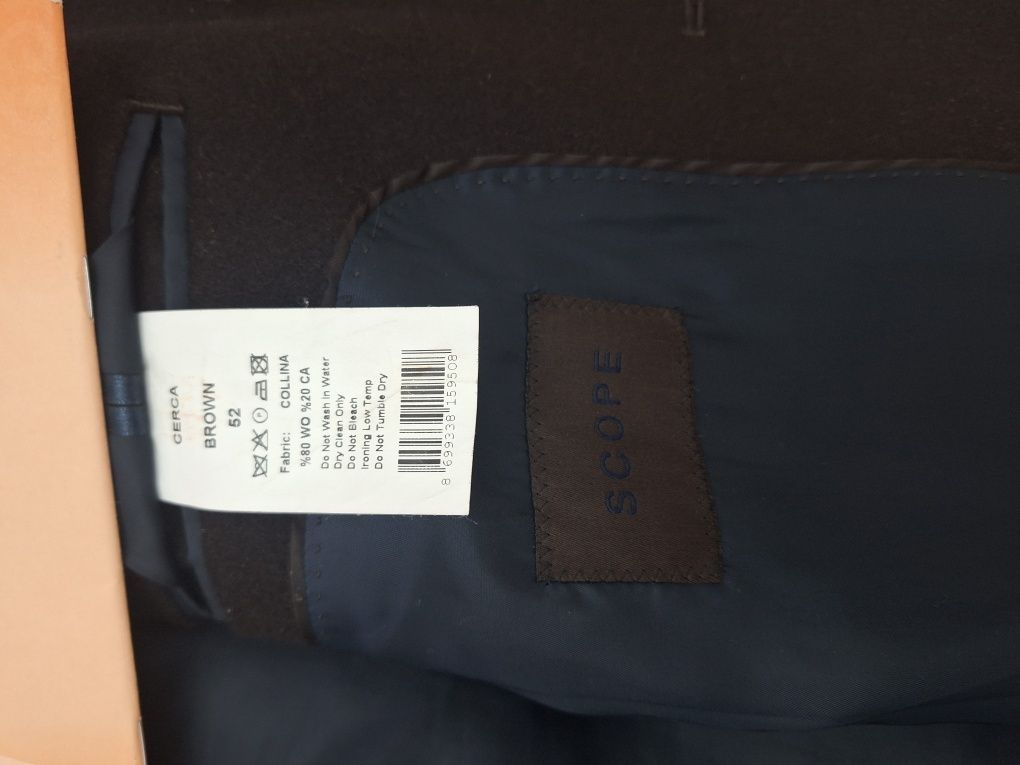 CERCA
BROWN
52
Fabric: COLLINA
%80 WO %20 CA
Do Not Wash In Water
Dry Clean Only
Do Not Bleach
Ironing Low Temp
Do Not Tumble Dry
8 699338 159508
SCOPE